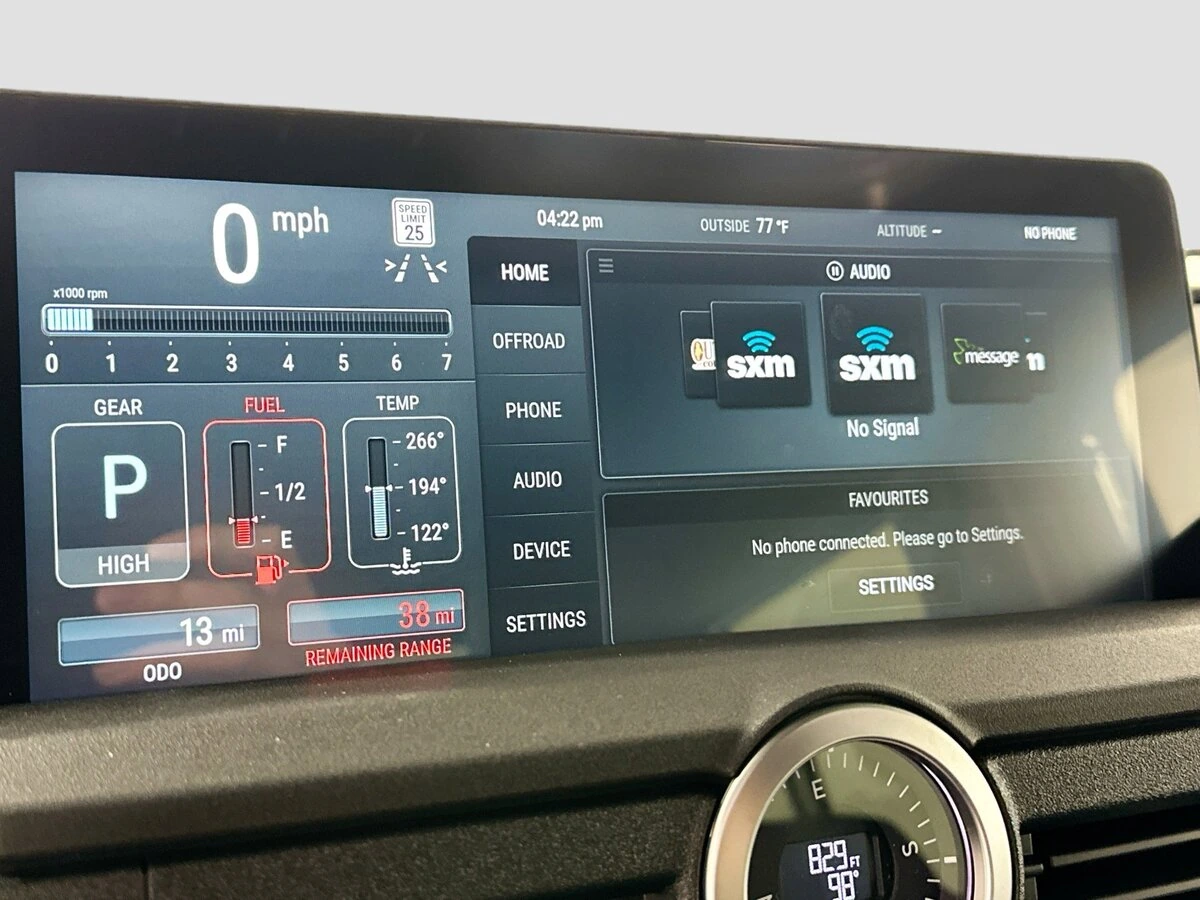 0 mph
SPEED
LIMIT
25
04:22 pm
OUTSIDE 77 °F
ALTITUDE –
NO PHONE
x1000 rpm
0 1 2 3 4 5 6 7
GEAR
P
HIGH
FUEL
F
1/2
E
TEMP
266°
194°
122°
13 mi
ODO
38 mi
REMAINING RANGE
HOME
OFFROAD
PHONE
AUDIO
DEVICE
SETTINGS
AUDIO
sxm
sxm
message
n
No Signal
FAVOURITES
No phone connected. Please go to Settings.
SETTINGS
E
S
829 FT
98°